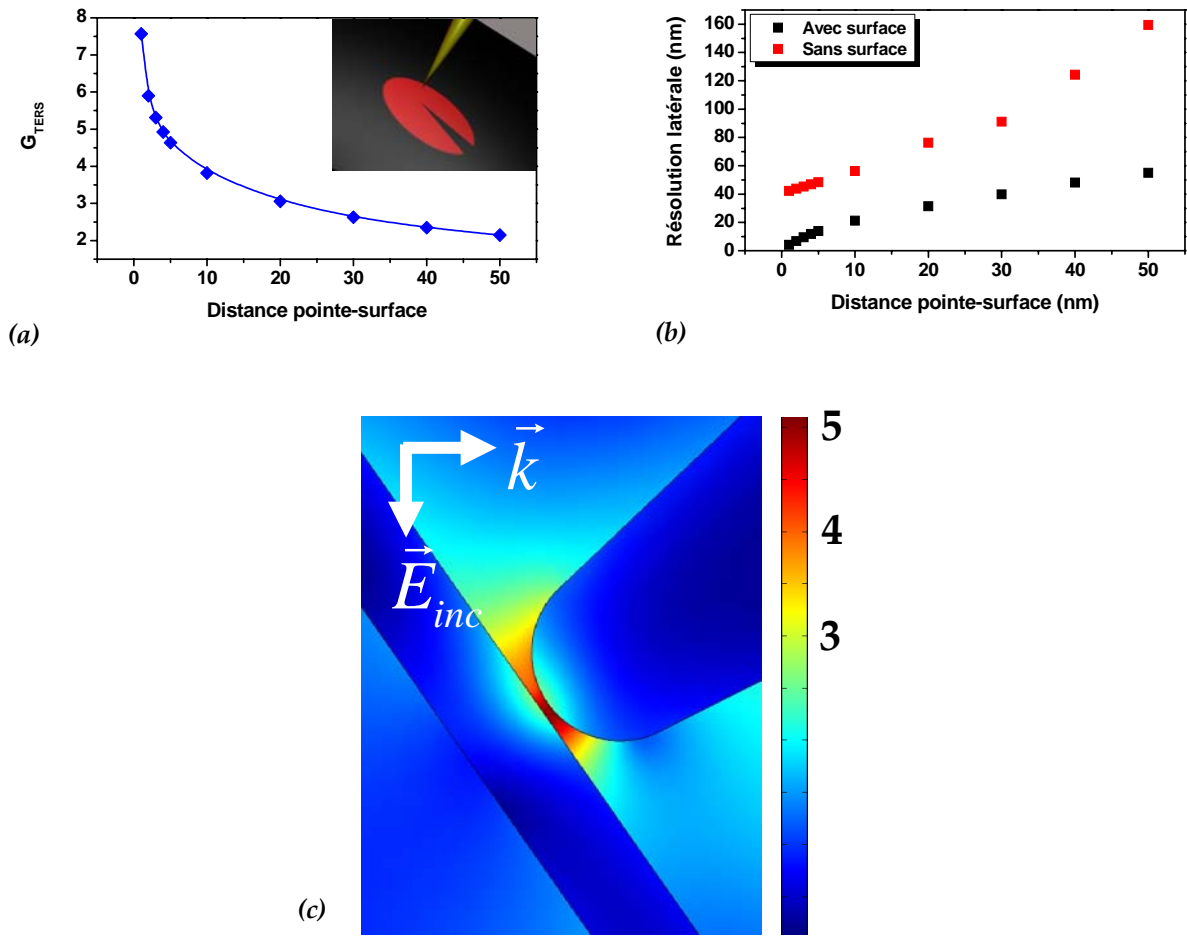 8
7
6
5
4
3
2
G_TERS
0 10 20 30 40 50
Distance pointe-surface
(a)
160
140
120
100
80
60
40
20
0
Résolution latérale (nm)
Avec surface
Sans surface
0 10 20 30 40 50
Distance pointe-surface (nm)
(b)
k
E_inc
5
4
3
(c)